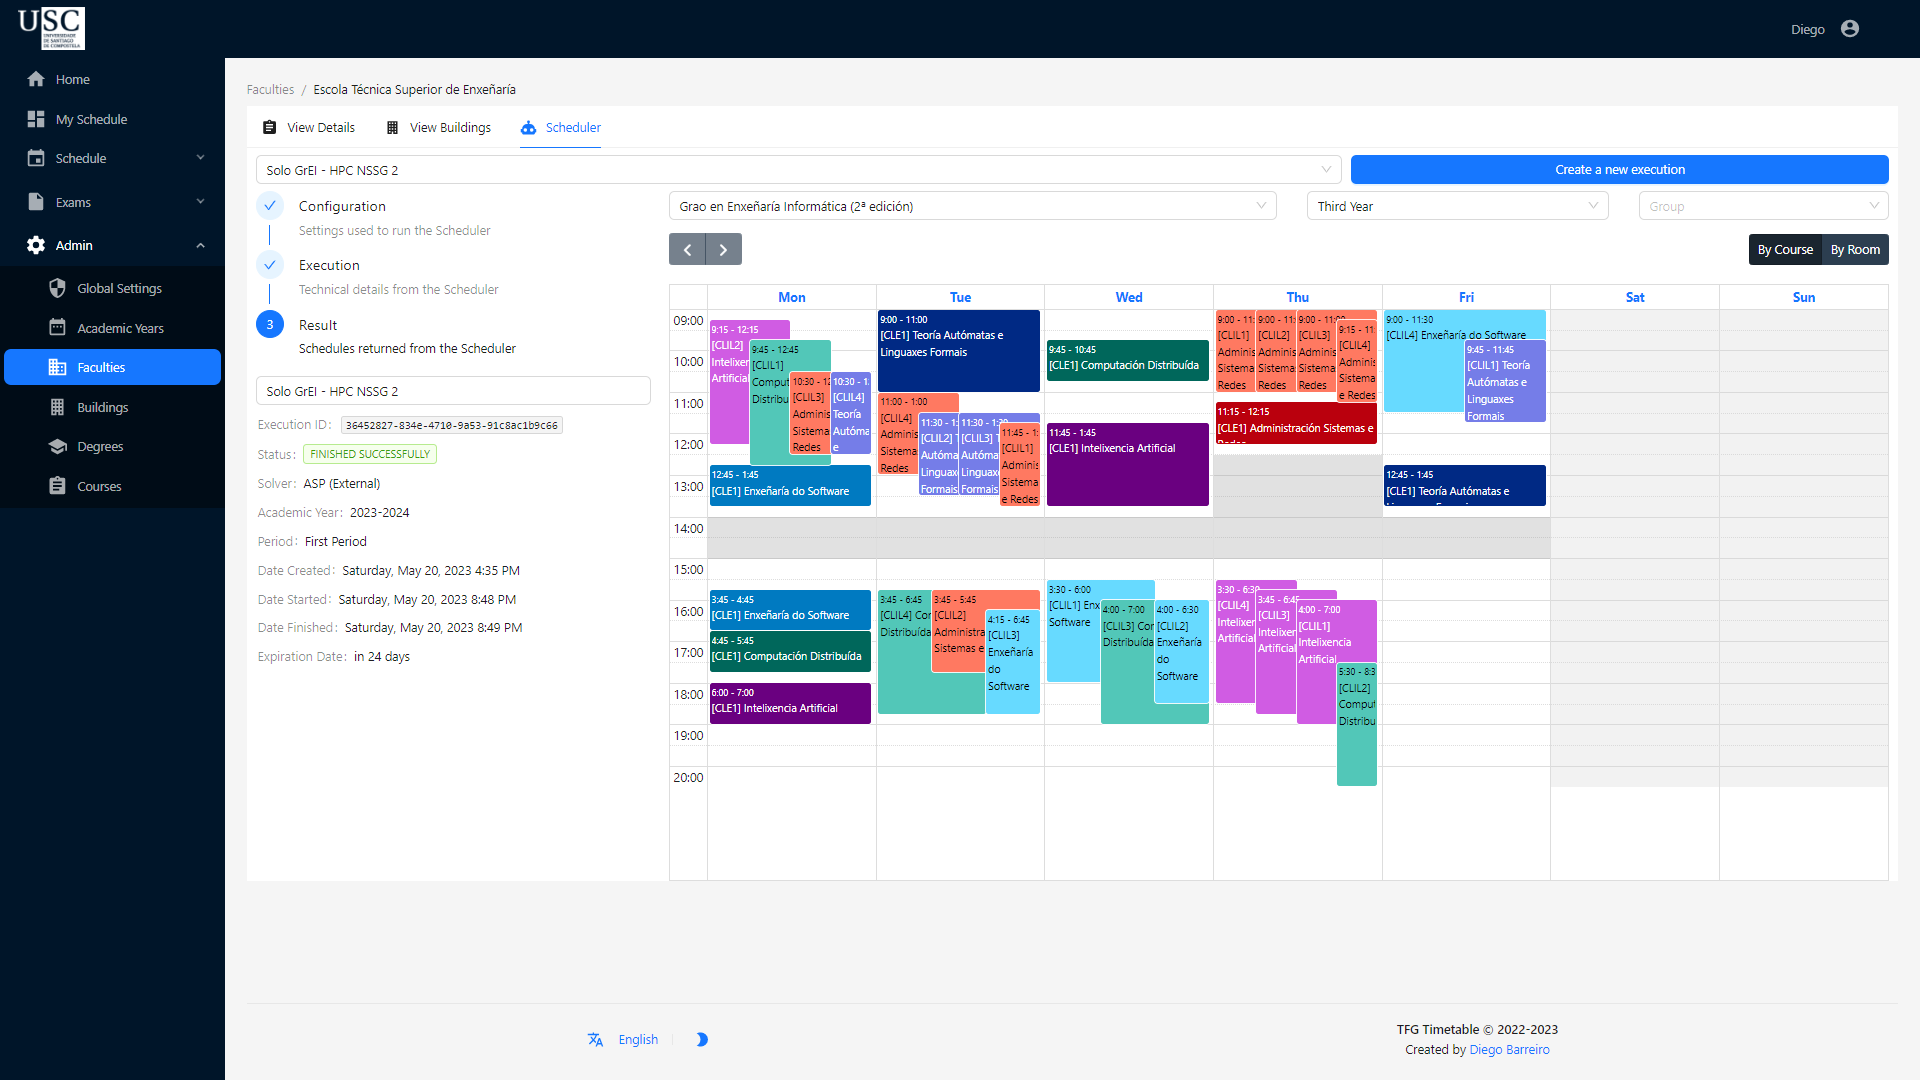 USC
UNIVERSIDADE
DE SANTIAGO
DE COMPOSTELA
Diego
Home
My Schedule
Schedule
Exams
Admin
Global Settings
Academic Years
Faculties
Buildings
Degrees
Courses
Faculties / Escola Técnica Superior de Enxeñaría
View Details
View Buildings
Scheduler
Solo GrEI - HPC NSSG 2
Create a new execution
Configuration
Settings used to run the Scheduler
Execution
Technical details from the Scheduler
3
Result
Schedules returned from the Scheduler
Solo GrEI - HPC NSSG 2
Execution ID: 36452827-834e-4710-9a53-91c8ac1b9c66
Status: FINISHED SUCCESSFULLY
Solver: ASP (External)
Academic Year: 2023-2024
Period: First Period
Date Created: Saturday, May 20, 2023 4:35 PM
Date Started: Saturday, May 20, 2023 8:48 PM
Date Finished: Saturday, May 20, 2023 8:49 PM
Expiration Date: in 24 days
Grao en Enxeñaría Informática (2ª edición)
Third Year
Group
By Course
By Room
Mon
Tue
Wed
Thu
Fri
Sat
Sun
09:00
10:00
11:00
12:00
13:00
14:00
15:00
16:00
17:00
18:00
19:00
20:00
9:15 - 12:15
[CLIL2]
Intelixer
Artificial
9:45 - 12:45
[CLIL1]
Comput
Distribu
10:30 - 12
[CLIL3]
Adminis
Sistemas
Redes
10:30 - 1:
[CLIL4]
Teoría
Autóma
e
12:45 - 1:45
[CLE1] Enxeñaría do Software
3:45 - 4:45
[CLE1] Enxeñaría do Software
4:45 - 5:45
[CLE1] Computación Distribuída
6:00 - 7:00
[CLE1] Intelixencia Artificial
9:00 - 11:00
[CLE1] Teoría Autómatas e
Linguaxes Formais
11:00 - 1:00
[CLIL4]
Adminis
Sistemas
Redes
11:30 - 1:
[CLIL2] T
Autómat
Linguaxe
Formais
11:30 - 1:30
[CLIL3] T
Autómat
Linguaxe
Formais
11:45 - 1:
[CLIL1]
Adminis
Sistema
e Redes
3:45 - 6:45
[CLIL4] Cor
Distribuída
3:45 - 5:45
[CLIL2]
Administra
Sistemas e
4:15 - 6:45
[CLIL3]
Enxeñaría
do
Software
9:45 - 10:45
[CLE1] Computación Distribuída
11:45 - 1:45
[CLE1] Intelixencia Artificial
3:30 - 6:00
[CLIL1] Enx
Software
4:00 - 7:00
[CLIL3] Cor
Distribuída
4:00 - 6:30
[CLIL2]
Enxeñaría
do
Software
9:00 - 11:
[CLIL1]
Adminis
Sistemas
Redes
9:00 - 11:
[CLIL2]
Adminis
Sistemas
Redes
9:00 - 11:00
[CLIL3]
Adminis
Sistema
Redes
9:15 - 11
[CLIL4]
Adminis
Sistema
e Redes
11:15 - 12:15
[CLE1] Administración Sistemas e
3:30 - 6:30
[CLIL4]
Intelixer
Artificial
3:45 - 6:45
[CLIL3]
Intelixer
Artificial
4:00 - 7:00
[CLIL1]
Intelixencia
Artificial
5:30 - 8:3
[CLIL2]
Comput
Distribu
9:00 - 11:30
[CLIL4] Enxeñaría do Software
9:45 - 11:45
[CLIL1] Teoría
Autómatas e
Linguaxes
Formais
12:45 - 1:45
[CLE1] Teoría Autómatas e
English
TFG Timetable © 2022-2023
Created by Diego Barreiro